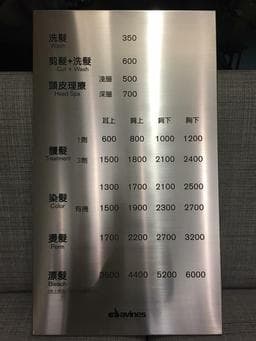 洗髮 350
Wash
剪髮+洗髮 600
Cut + Wash
頭皮理療 淺層 500
Head Spa 深層 700
耳上 肩上 肩下 胸下
護髮 1劑 600 800 1000 1200
Treatment 3劑 1500 1800 2100 2400
染髮 1300 1700 2100 2500
Color 有機 1500 1900 2300 2700
燙髮 1700 2200 2700 3200
Perm
漂髮 3600 4400 5200 6000
Bleach
davines